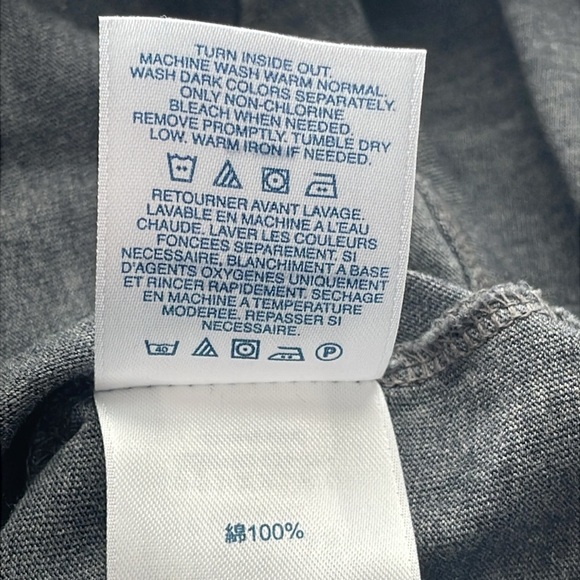 TURN INSIDE OUT.
MACHINE WASH WARM NORMAL.
WASH DARK COLORS SEPARATELY.
ONLY NON-CHLORINE
BLEACH WHEN NEEDED.
REMOVE PROMPTLY. TUMBLE DRY
LOW. WARM IRON IF NEEDED.
RETOURNER AVANT LAVAGE.
LAVABLE EN MACHINE A L'EAU
CHAUDE. LAVER LES COULEURS
FONCEES SEPAREMENT. SI
NECESSAIRE, BLANCHIMENT A BASE
D'AGENTS OXYGENES UNIQUEMENT
ET RINCER RAPIDEMENT. SECHAGE
EN MACHINE A TEMPERATURE
MODEREE. REPASSER SI
NECESSAIRE.
40 P
綿100%